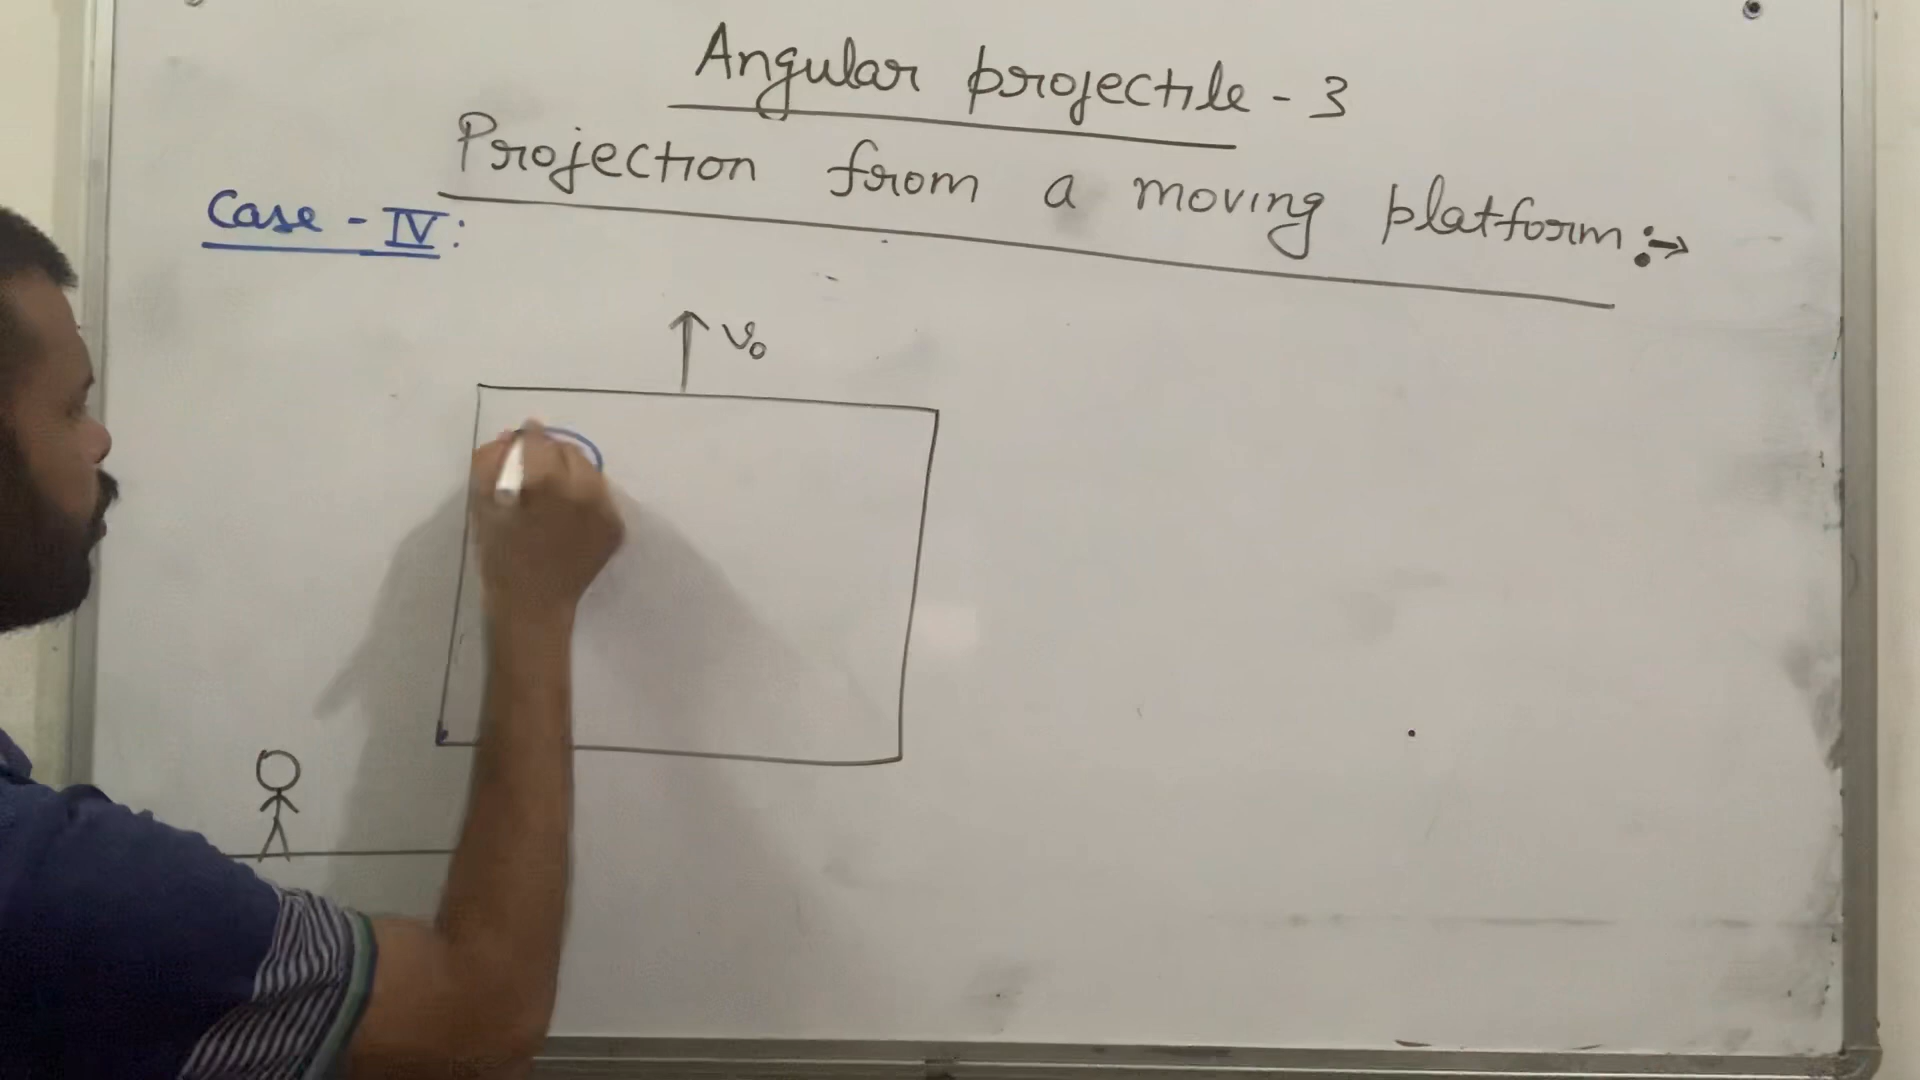 Angular projectile - 3
Projection from a moving platform :→
Case - IV :
v₀